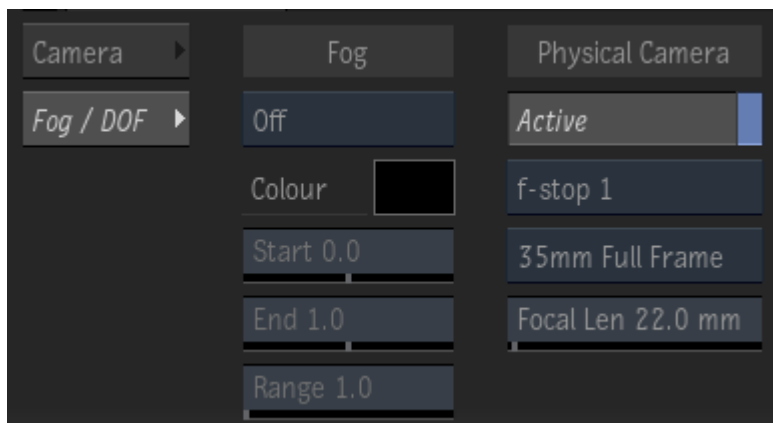 Camera
Fog / DOF
Fog
Off
Colour
Start 0.0
End 1.0
Range 1.0
Physical Camera
Active
f-stop 1
35mm Full Frame
Focal Len 22.0 mm